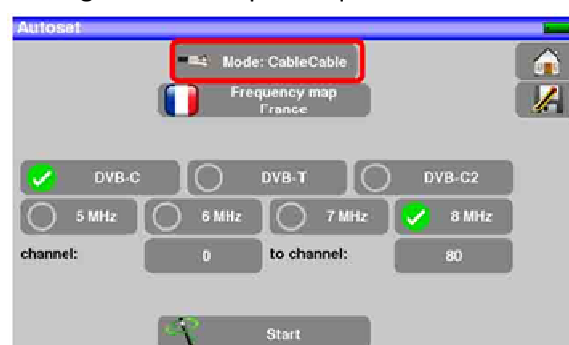 Autoset
Mode: CableCable
Frequency map
France
DVB-C DVB-T DVB-C2
5 MHz 6 MHz 7 MHz 8 MHz
channel: 0 to channel: 80
Start